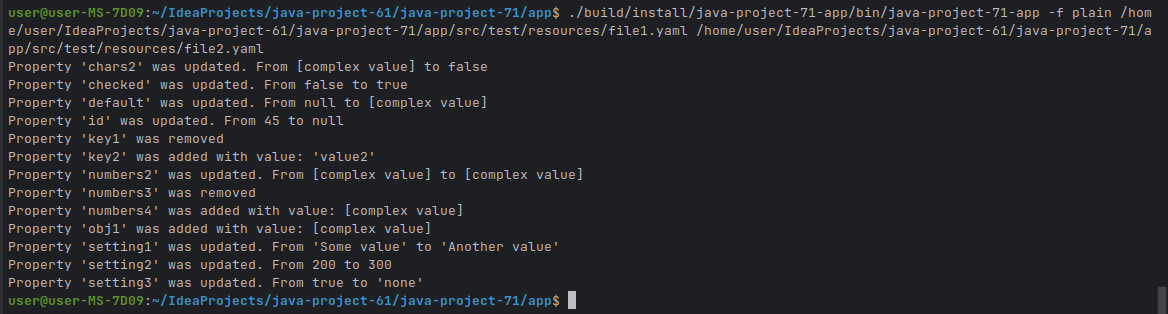 user@user-MS-7D09:~/IdeaProjects/java-project-61/java-project-71/app$ ./build/install/java-project-71-app/bin/java-project-71-app -f plain /hom
e/user/IdeaProjects/java-project-61/java-project-71/app/src/test/resources/file1.yaml /home/user/IdeaProjects/java-project-61/java-project-71/a
pp/src/test/resources/file2.yaml
Property 'chars2' was updated. From [complex value] to false
Property 'checked' was updated. From false to true
Property 'default' was updated. From null to [complex value]
Property 'id' was updated. From 45 to null
Property 'key1' was removed
Property 'key2' was added with value: 'value2'
Property 'numbers2' was updated. From [complex value] to [complex value]
Property 'numbers3' was removed
Property 'numbers4' was added with value: [complex value]
Property 'obj1' was added with value: [complex value]
Property 'setting1' was updated. From 'Some value' to 'Another value'
Property 'setting2' was updated. From 200 to 300
Property 'setting3' was updated. From true to 'none'
user@user-MS-7D09:~/IdeaProjects/java-project-61/java-project-71/app$